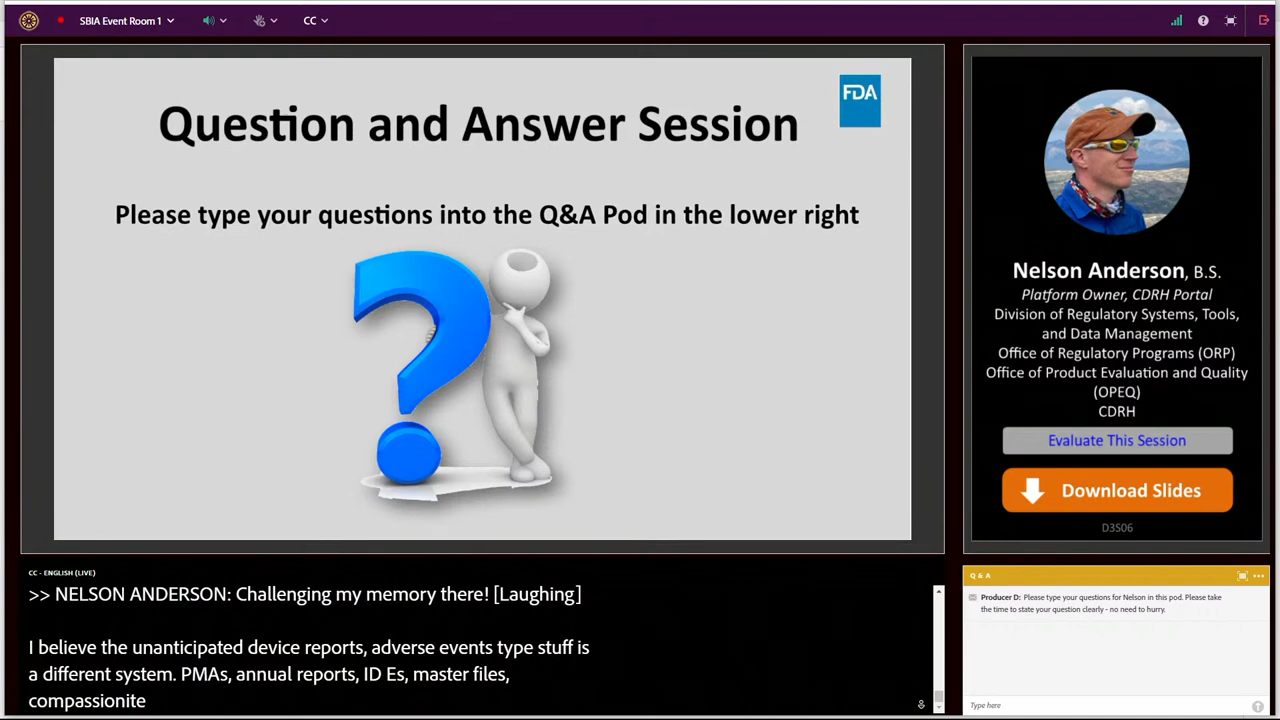 SBIA Event Room 1
CC
FDA
Question and Answer Session
Please type your questions into the Q&A Pod in the lower right
Nelson Anderson, B.S.
Platform Owner, CDRH Portal
Division of Regulatory Systems, Tools,
and Data Management
Office of Regulatory Programs (ORP)
Office of Product Evaluation and Quality
(OPEQ)
CDRH
Evaluate This Session
Download Slides
D3S06
CC - ENGLISH (LIVE)
>> NELSON ANDERSON: Challenging my memory there! [Laughing]
I believe the unanticipated device reports, adverse events type stuff is
a different system. PMAs, annual reports, ID Es, master files,
compassionite
Q & A
Producer D: Please type your questions for Nelson in this pod. Please take
the time to state your question clearly - no need to hurry.
Type here